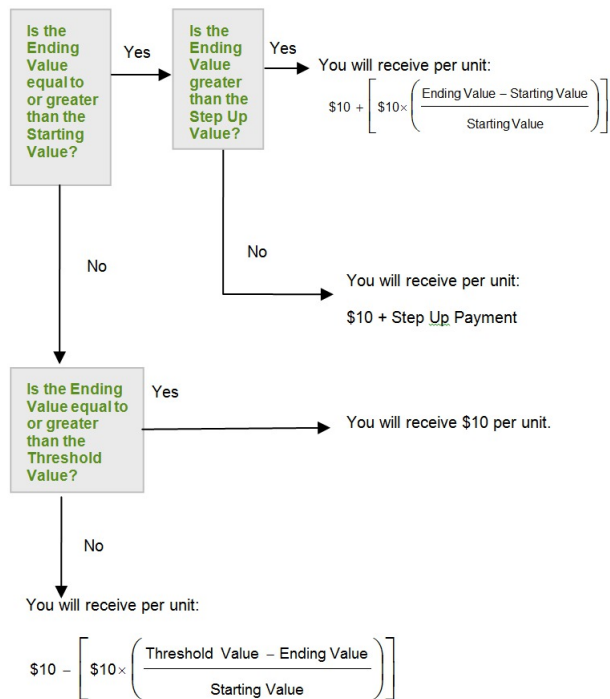 Is the
Ending
Value
equal to
or greater
than the
Starting
Value?
Yes
Is the
Ending
Value
greater
than the
Step Up
Value?
Yes
You will receive per unit:
$10 + [ $10× ( Ending Value – Starting Value
Starting Value ) ]
No
No
You will receive per unit:
$10 + Step Up Payment
Is the Ending
Value equal to
or greater
than the
Threshold
Value?
Yes
You will receive $10 per unit.
No
You will receive per unit:
$10 – [ $10× ( Threshold Value – Ending Value
Starting Value ) ]